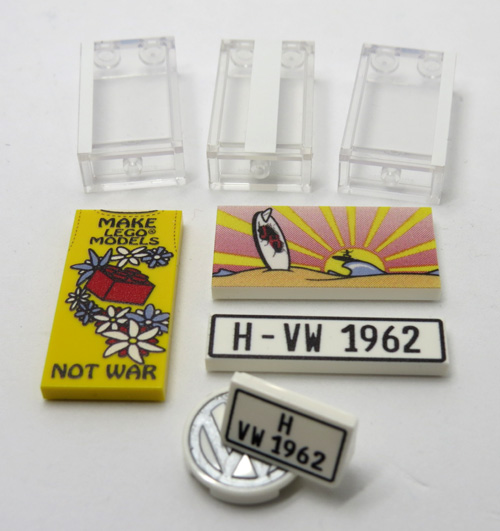 MAKE
LEGO®
MODELS
NOT WAR
H-VW 1962
H
VW 1962